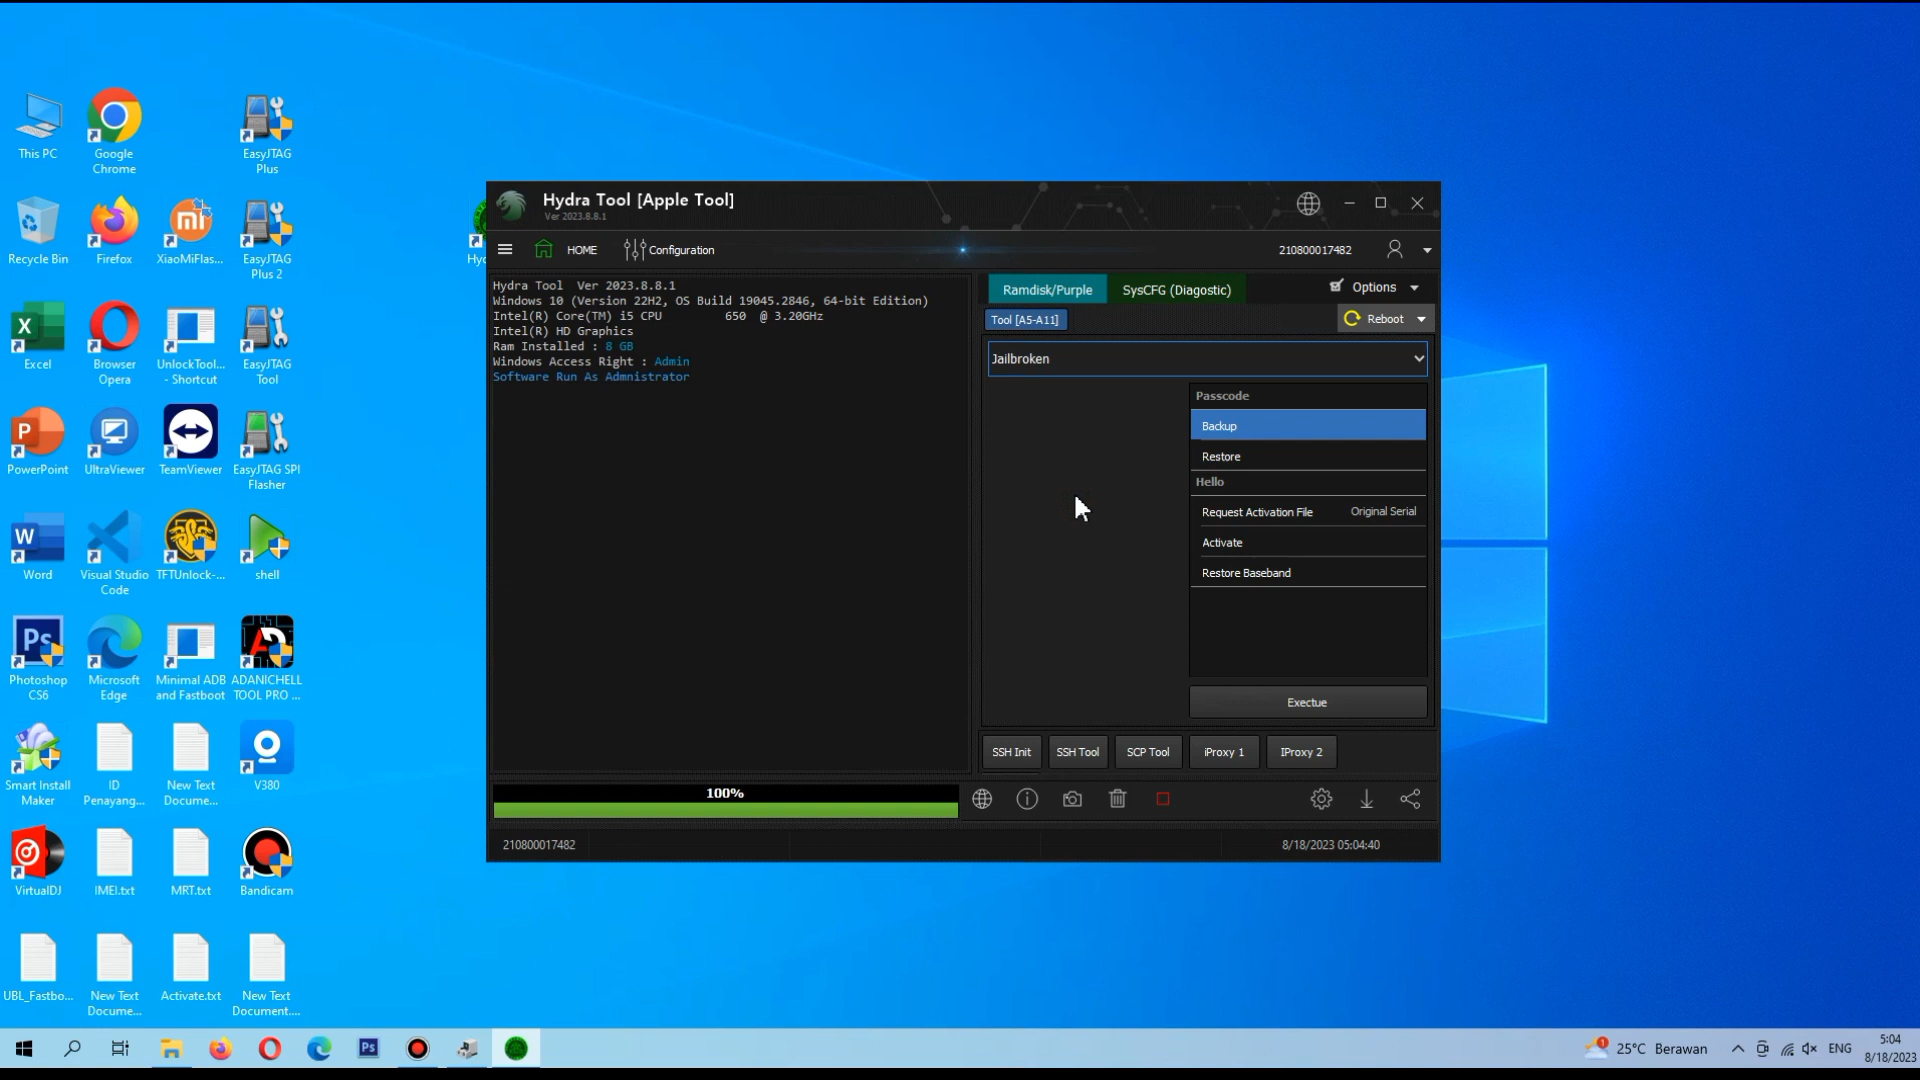 This PC
Google
Chrome
EasyJTAG
Plus
Recycle Bin
Firefox
XiaoMiFlas...
EasyJTAG
Plus 2
Excel
Browser
Opera
UnlockTool...
- Shortcut
EasyJTAG
Tool
PowerPoint
UltraViewer
TeamViewer
EasyJTAG SPI
Flasher
Word
Visual Studio
Code
TFTUnlock-...
shell
Photoshop
CS6
Microsoft
Edge
Minimal ADB
and Fastboot
ADANICHELL
TOOL PRO ...
Smart Install
Maker
ID
Penayang...
New Text
Docume...
V380
VirtualDJ
IMEI.txt
MRT.txt
Bandicam
UBL_Fastbo...
New Text
Docume...
Activate.txt
New Text
Document....
Hydra Tool [Apple Tool]
Ver 2023.8.8.1
HOME
Configuration
210800017482
Hydra Tool Ver 2023.8.8.1
Windows 10 (Version 22H2, OS Build 19045.2846, 64-bit Edition)
Intel(R) Core(TM) i5 CPU 650 @ 3.20GHz
Intel(R) HD Graphics
Ram Installed : 8 GB
Windows Access Right : Admin
Software Run As Admnistrator
Ramdisk/Purple
SysCFG (Diagnostic)
Options
Tool [A5-A11]
Reboot
Jailbroken
Passcode
Backup
Restore
Hello
Request Activation File Original Serial
Activate
Restore Baseband
Exectue
SSH Init
SSH Tool
SCP Tool
iProxy 1
IProxy 2
100%
210800017482
8/18/2023 05:04:40
25°C Berawan
ENG
5:04
8/18/2023